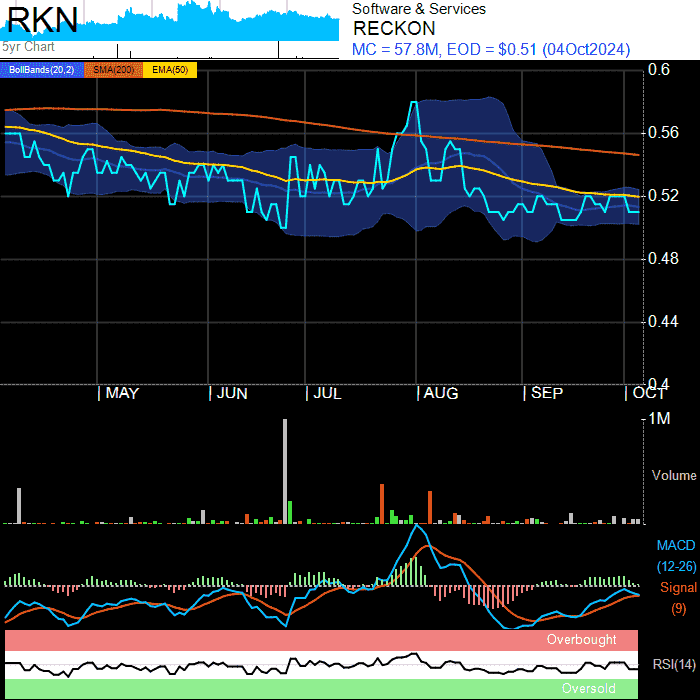 RKN
5yr Chart
Software & Services
RECKON
MC = 57.8M, EOD = $0.51 (04Oct2024)
BollBands(20,2) SMA(200) EMA(50)
0.6
0.56
0.52
0.48
0.44
0.4
MAY JUN JUL AUG SEP OCT
1M
Volume
MACD
(12-26)
Signal
(9)
Overbought
RSI(14)
Oversold